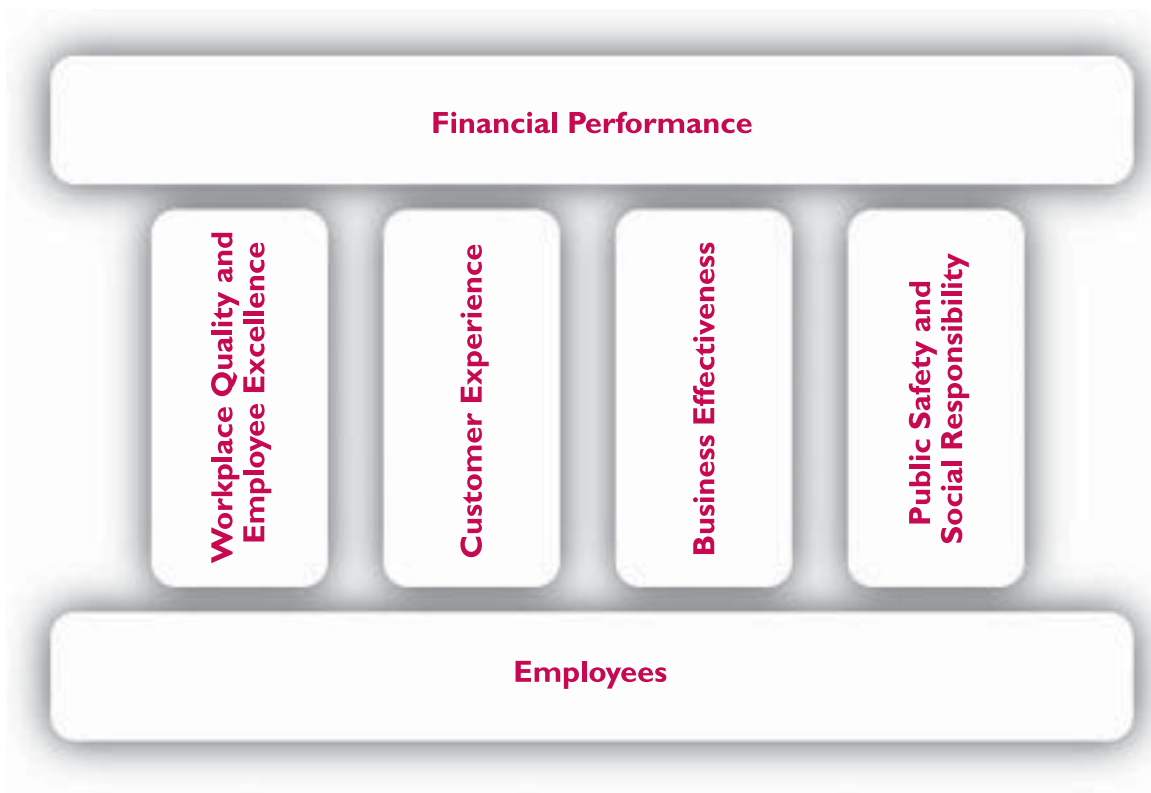 Financial Performance
Workplace Quality and
Employee Excellence
Customer Experience
Business Effectiveness
Public Safety and
Social Responsibility
Employees